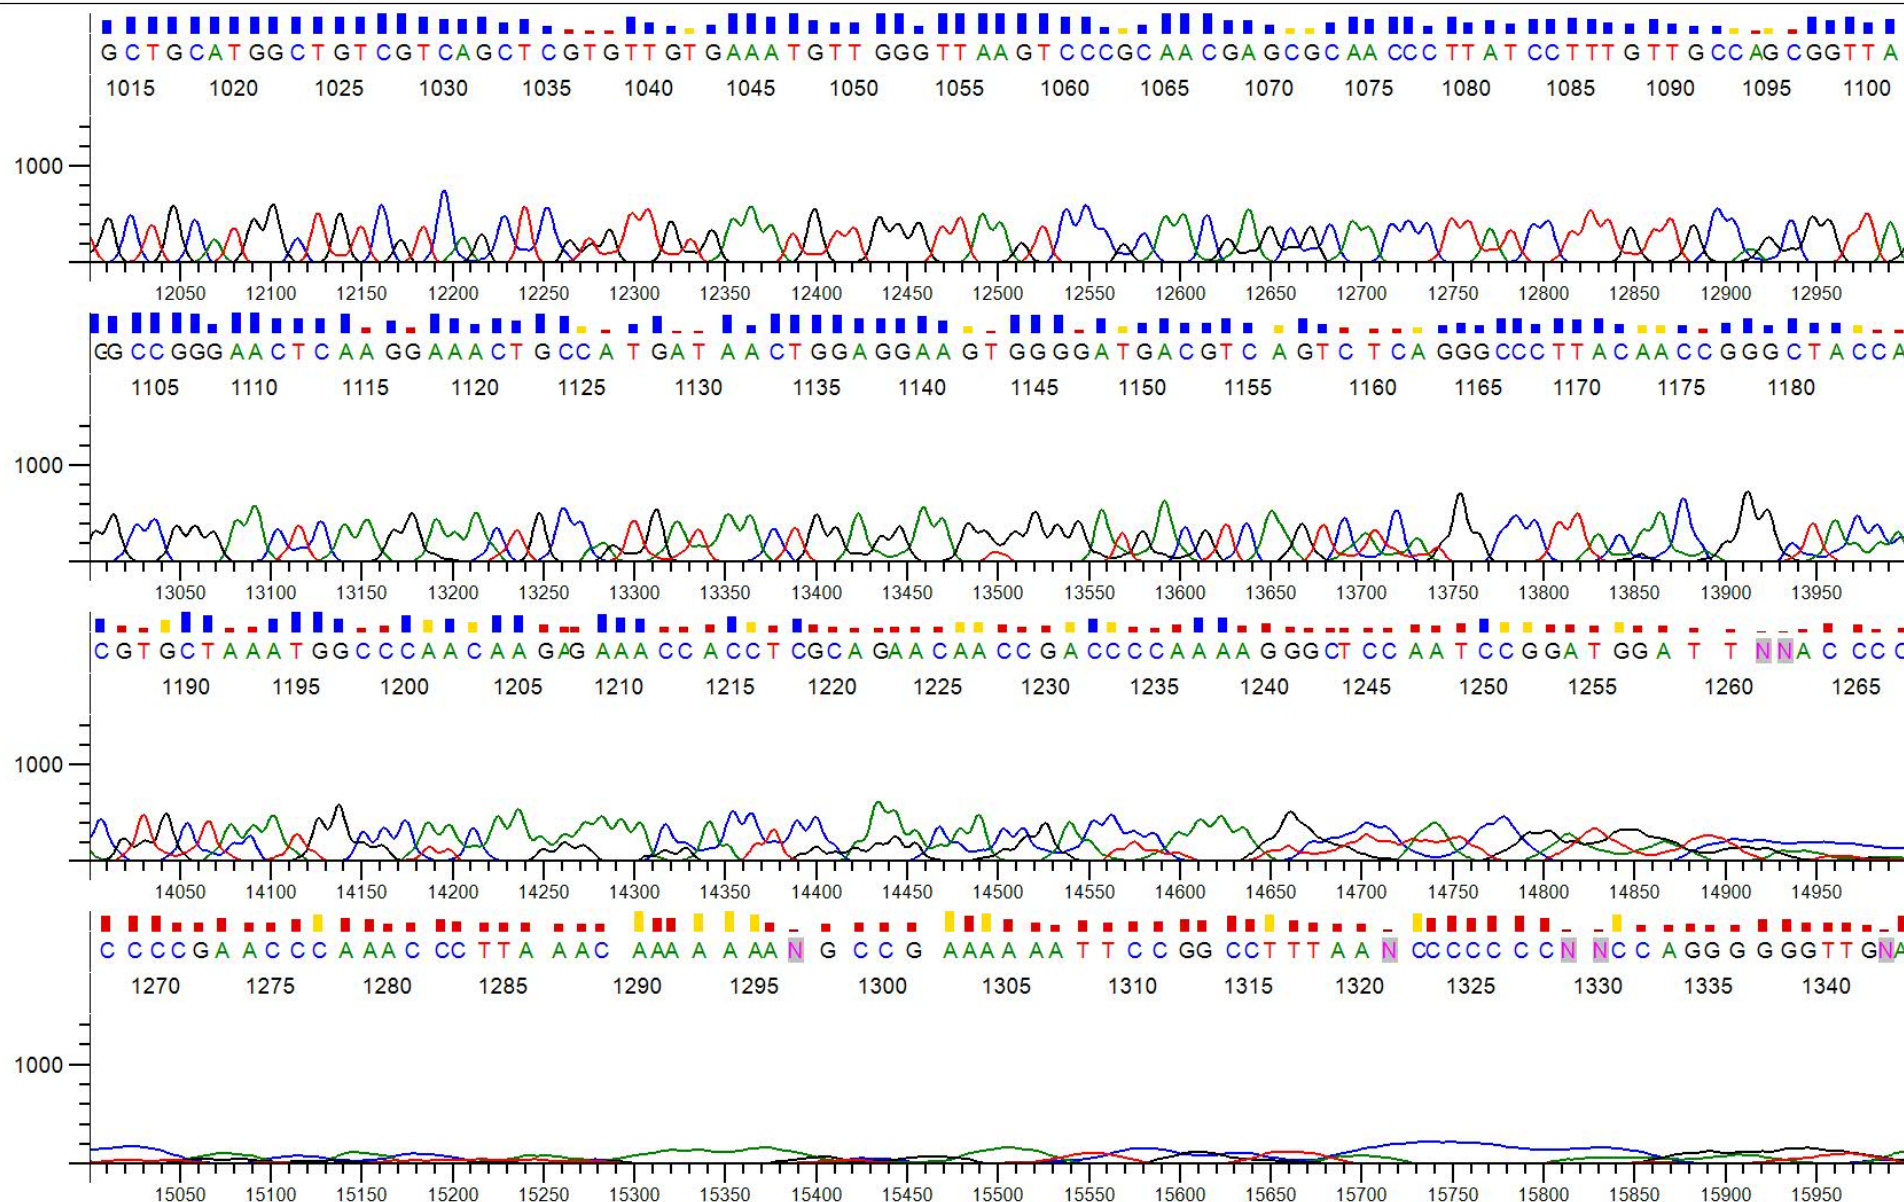 GCTGCATGGCTGTCGTCAGCTCGTGTTGTGAAATGTTGGGTTAAGTCCCGCAACGAGCGCAACCCTTATCCTTTGTTGCCAGCGGTTA
1015 1020 1025 1030 1035 1040 1045 1050 1055 1060 1065 1070 1075 1080 1085 1090 1095 1100
1000
12050 12100 12150 12200 12250 12300 12350 12400 12450 12500 12550 12600 12650 12700 12750 12800 12850 12900 12950
GGCCGGGAACTCAAGGAAACTGCCATGATAACTGGAGGAAGTGGGGATGACGTCAGTCTCAGGGCCCTTACAACCGGGCTACCA
1105 1110 1115 1120 1125 1130 1135 1140 1145 1150 1155 1160 1165 1170 1175 1180
1000
13050 13100 13150 13200 13250 13300 13350 13400 13450 13500 13550 13600 13650 13700 13750 13800 13850 13900 13950
CGTGCTAAATGGCCCAACAAGAGAAACCACCTCGCAGAACAACCGACCCCAAAAGGGCTCCAATCCGGATGGATTNNACCCC
1190 1195 1200 1205 1210 1215 1220 1225 1230 1235 1240 1245 1250 1255 1260 1265
1000
14050 14100 14150 14200 14250 14300 14350 14400 14450 14500 14550 14600 14650 14700 14750 14800 14850 14900 14950
CCCCGAACCCAAACCCTTAAACAAAAAAANGCCGAAAAAATTCCGGCCTTTAANCCCCCCCNNCCAGGGGGGTTGNA
1270 1275 1280 1285 1290 1295 1300 1305 1310 1315 1320 1325 1330 1335 1340
1000
15050 15100 15150 15200 15250 15300 15350 15400 15450 15500 15550 15600 15650 15700 15750 15800 15850 15900 15950